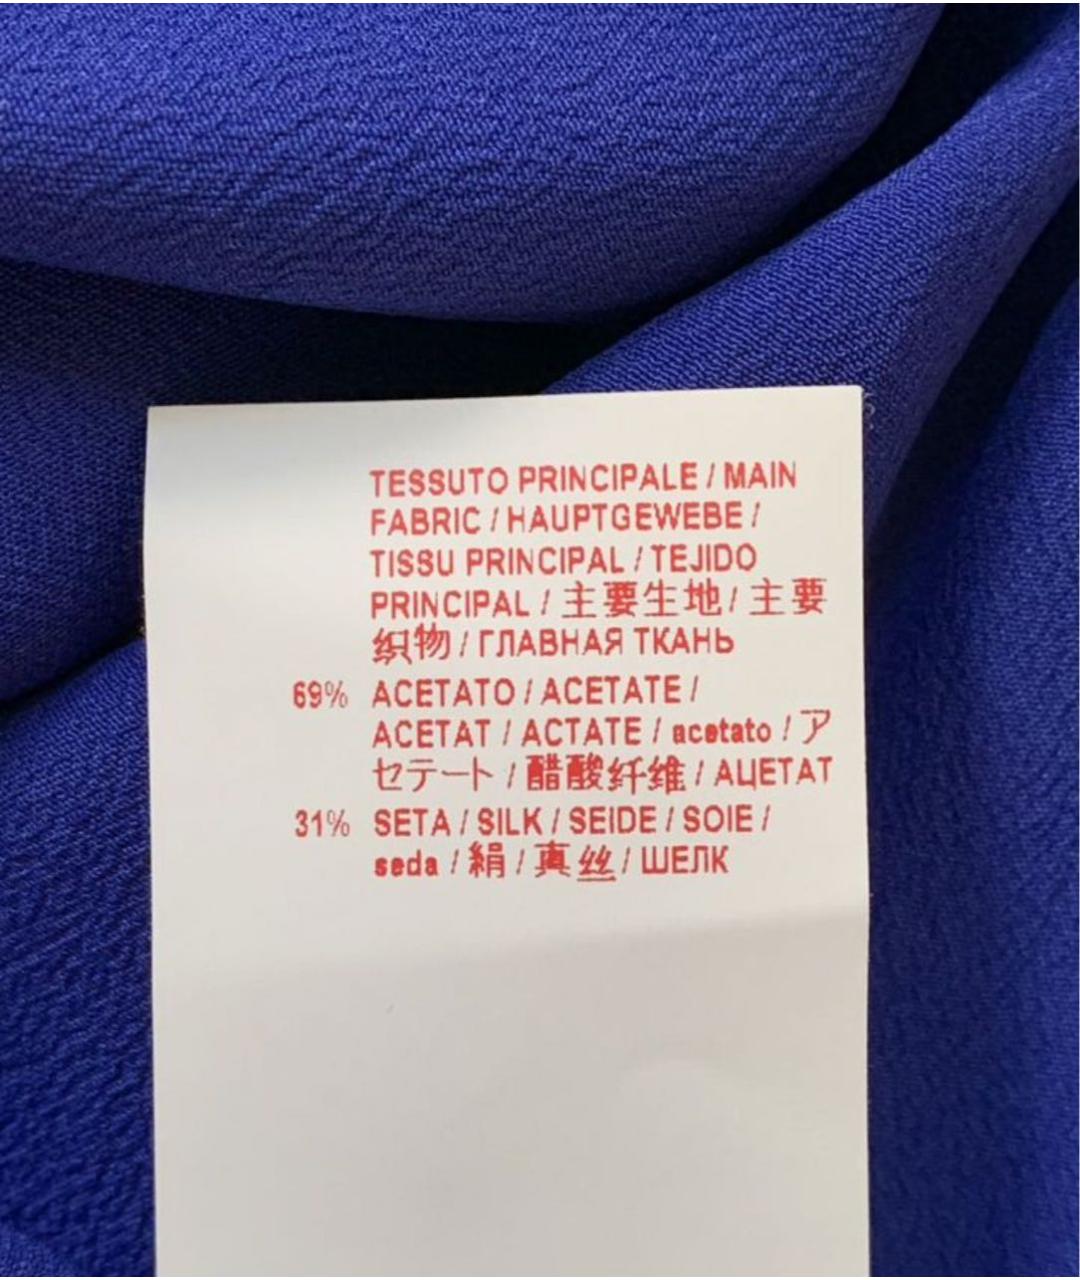 TESSUTO PRINCIPALE / MAIN
FABRIC / HAUPTGEWEBE /
TISSU PRINCIPAL / TEJIDO
PRINCIPAL / 主要生地 / 主要
织物 / ГЛАВНАЯ ТКАНЬ
69% ACETATO / ACETATE /
ACETAT / ACTATE / acetato / ア
セテート / 醋酸纤维 / АЦЕТАТ
31% SETA / SILK / SEIDE / SOIE /
seda / 絹 / 真丝 / ШЕЛК